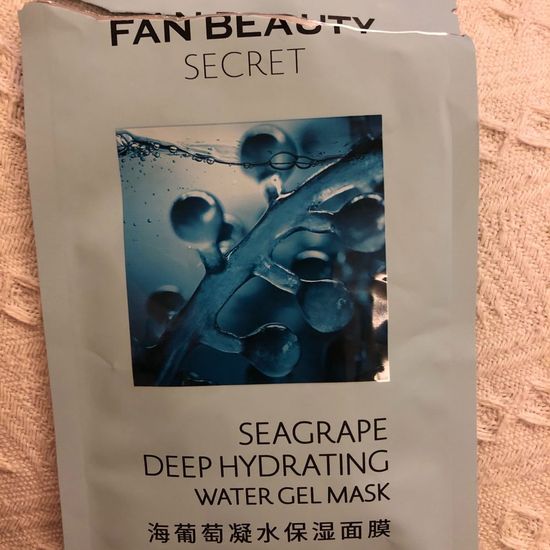 FAN BEAUTY
SECRET
SEAGRAPE
DEEP HYDRATING
WATER GEL MASK
海葡萄凝水保湿面膜